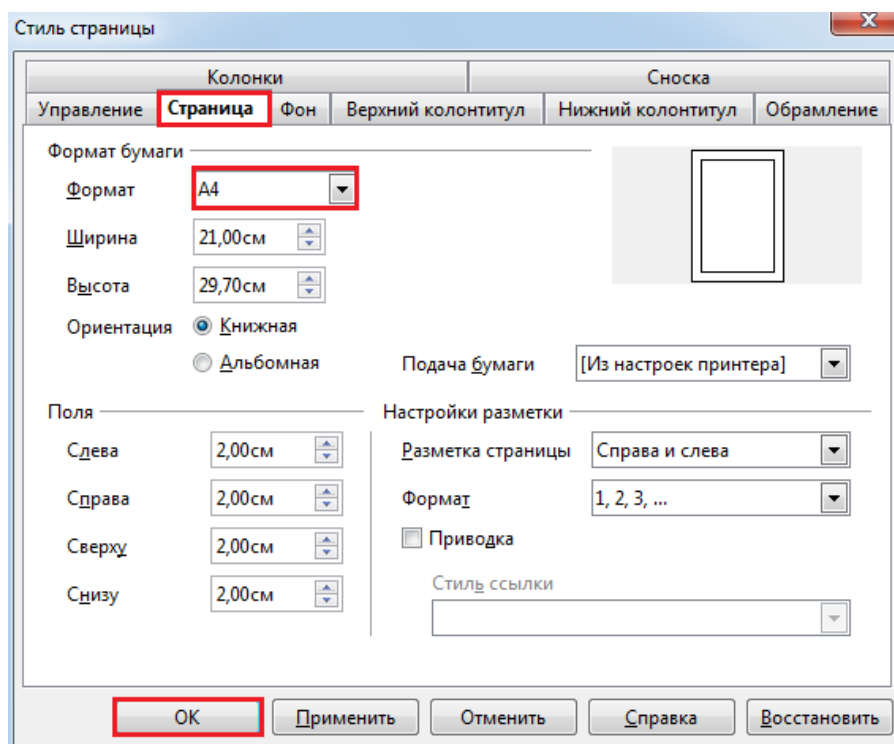 Стиль страницы
Колонки Сноска
Управление Страница Фон Верхний колонтитул Нижний колонтитул Обрамление
Формат бумаги
Формат A4
Ширина 21,00см
Высота 29,70см
Ориентация Книжная
Альбомная Подача бумаги [Из настроек принтера]
Поля Настройки разметки
Слева 2,00см Разметка страницы Справа и слева
Справа 2,00см Формат 1, 2, 3, ...
Сверху 2,00см Приводка
Снизу 2,00см Стиль ссылки
OK Применить Отменить Справка Восстановить